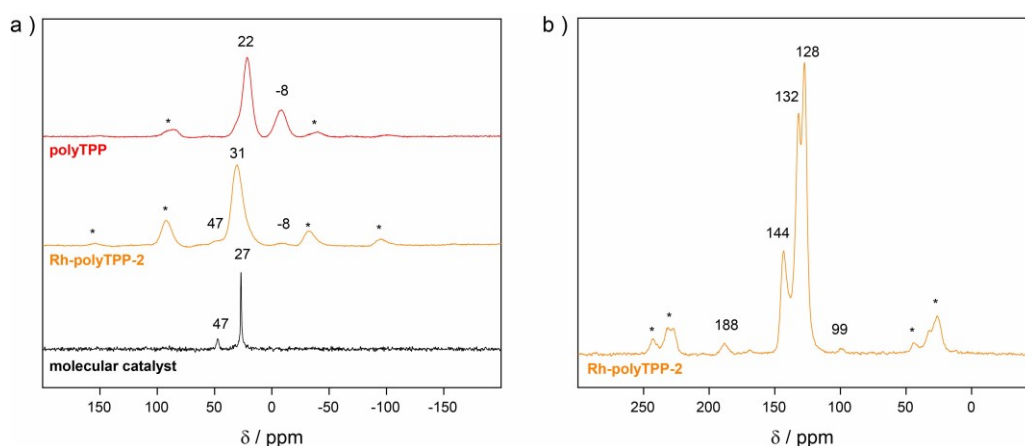 a )
22
-8
*
*
polyTPP
31
47
-8
*
*
*
*
Rh-polyTPP-2
27
47
molecular catalyst
150 100 50 0 -50 -100 -150
δ / ppm
b )
128
132
144
188
99
*
*
*
*
Rh-polyTPP-2
250 200 150 100 50 0
δ / ppm